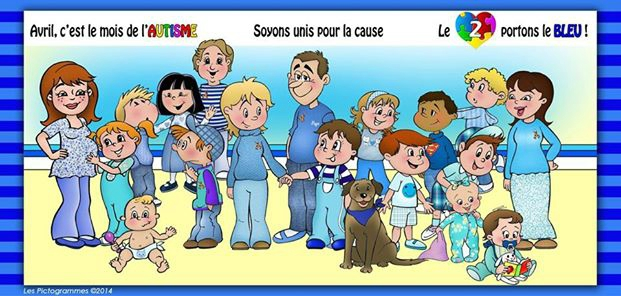 Avril, c'est le mois de l'AUTISME Soyons unis pour la cause Le 2 portons le BLEU !
Les Pictogrammes ©2014